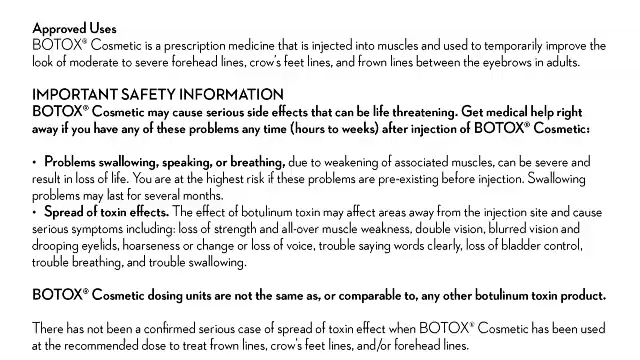 Approved Uses
BOTOX® Cosmetic is a prescription medicine that is injected into muscles and used to temporarily improve the
look of moderate to severe forehead lines, crow's feet lines, and frown lines between the eyebrows in adults.
IMPORTANT SAFETY INFORMATION
BOTOX® Cosmetic may cause serious side effects that can be life threatening. Get medical help right
away if you have any of these problems any time (hours to weeks) after injection of BOTOX® Cosmetic:
• Problems swallowing, speaking, or breathing, due to weakening of associated muscles, can be severe and
result in loss of life. You are at the highest risk if these problems are pre-existing before injection. Swallowing
problems may last for several months.
• Spread of toxin effects. The effect of botulinum toxin may affect areas away from the injection site and cause
serious symptoms including: loss of strength and all-over muscle weakness, double vision, blurred vision and
drooping eyelids, hoarseness or change or loss of voice, trouble saying words clearly, loss of bladder control,
trouble breathing, and trouble swallowing.
BOTOX® Cosmetic dosing units are not the same as, or comparable to, any other botulinum toxin product.
There has not been a confirmed serious case of spread of toxin effect when BOTOX® Cosmetic has been used
at the recommended dose to treat frown lines, crow's feet lines, and/or forehead lines.